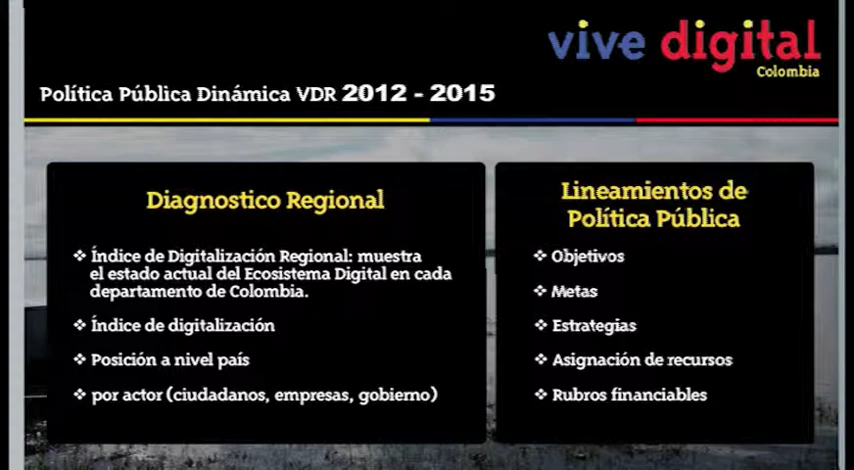 vive digital
Colombia
Política Pública Dinámica VDR 2012 - 2015
Diagnostico Regional
❖ Índice de Digitalización Regional: muestra
el estado actual del Ecosistema Digital en cada
departamento de Colombia.
❖ Índice de digitalización
❖ Posición a nivel país
❖ por actor (ciudadanos, empresas, gobierno)
Lineamientos de
Política Pública
❖ Objetivos
❖ Metas
❖ Estrategias
❖ Asignación de recursos
❖ Rubros financiables